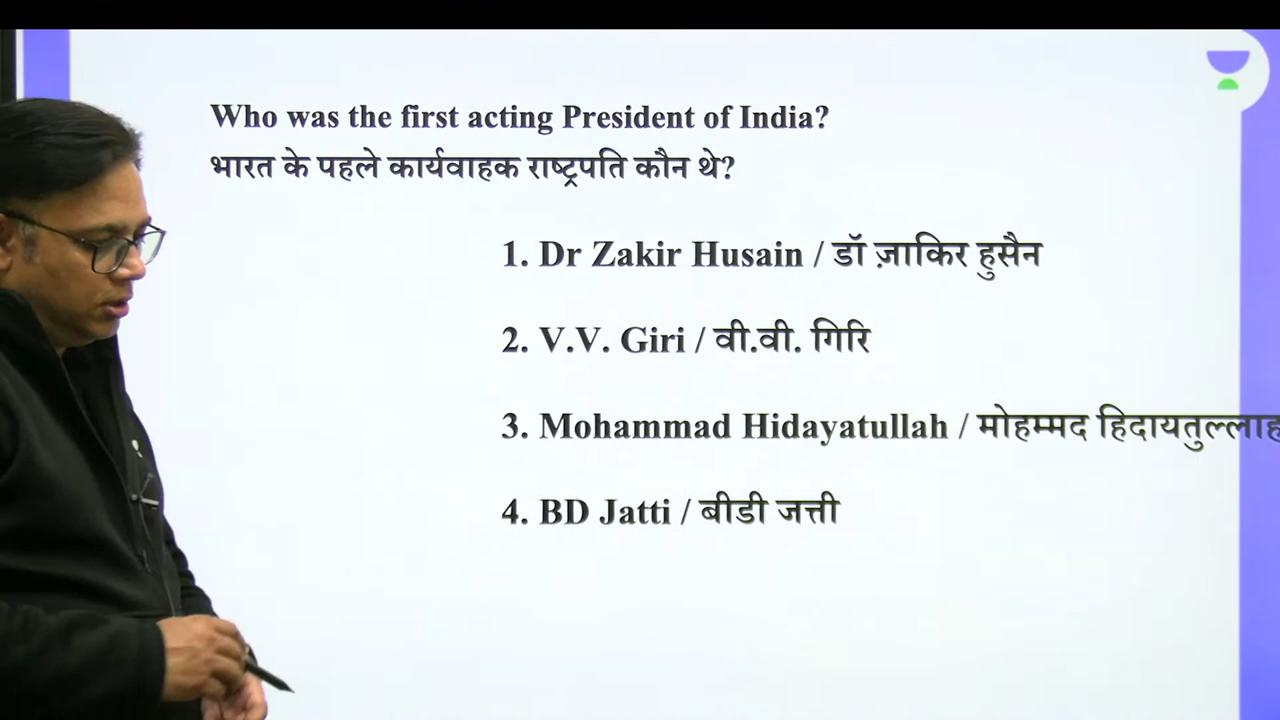 Who was the first acting President of India?
भारत के पहले कार्यवाहक राष्ट्रपति कौन थे?
1. Dr Zakir Husain / डॉ ज़ाकिर हुसैन
2. V.V. Giri / वी.वी. गिरि
3. Mohammad Hidayatullah / मोहम्मद हिदायतुल्लाह
4. BD Jatti / बीडी जत्ती